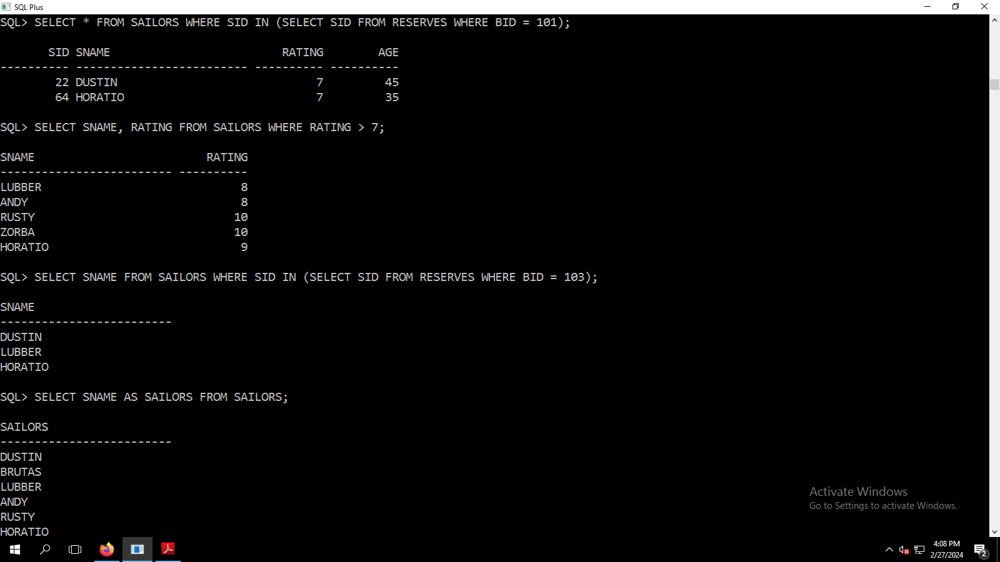 SQL Plus
SQL> SELECT * FROM SAILORS WHERE SID IN (SELECT SID FROM RESERVES WHERE BID = 101);
SID SNAME RATING AGE
---------- ------------------------- ---------- ----------
22 DUSTIN 7 45
64 HORATIO 7 35
SQL> SELECT SNAME, RATING FROM SAILORS WHERE RATING > 7;
SNAME RATING
------------------------- ----------
LUBBER 8
ANDY 8
RUSTY 10
ZORBA 10
HORATIO 9
SQL> SELECT SNAME FROM SAILORS WHERE SID IN (SELECT SID FROM RESERVES WHERE BID = 103);
SNAME
-------------------------
DUSTIN
LUBBER
HORATIO
SQL> SELECT SNAME AS SAILORS FROM SAILORS;
SAILORS
-------------------------
DUSTIN
BRUTAS
LUBBER
ANDY
RUSTY
HORATIO
Activate Windows
Go to Settings to activate Windows.
4:08 PM
2/27/2024
2